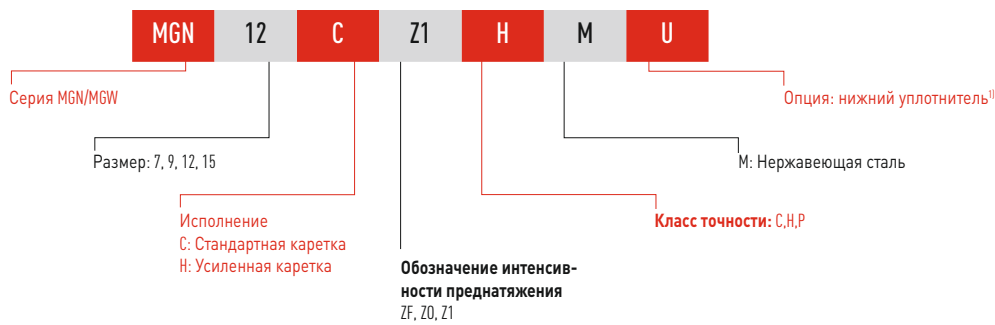 MGN 12 C Z1 H M U
Серия MGN/MGW
Опция: нижний уплотнитель¹⁾
Размер: 7, 9, 12, 15
М: Нержавеющая сталь
Исполнение
C: Стандартная каретка
H: Усиленная каретка
Класс точности: C,H,P
Обозначение интенсив-
ности преднатяжения
ZF, Z0, Z1